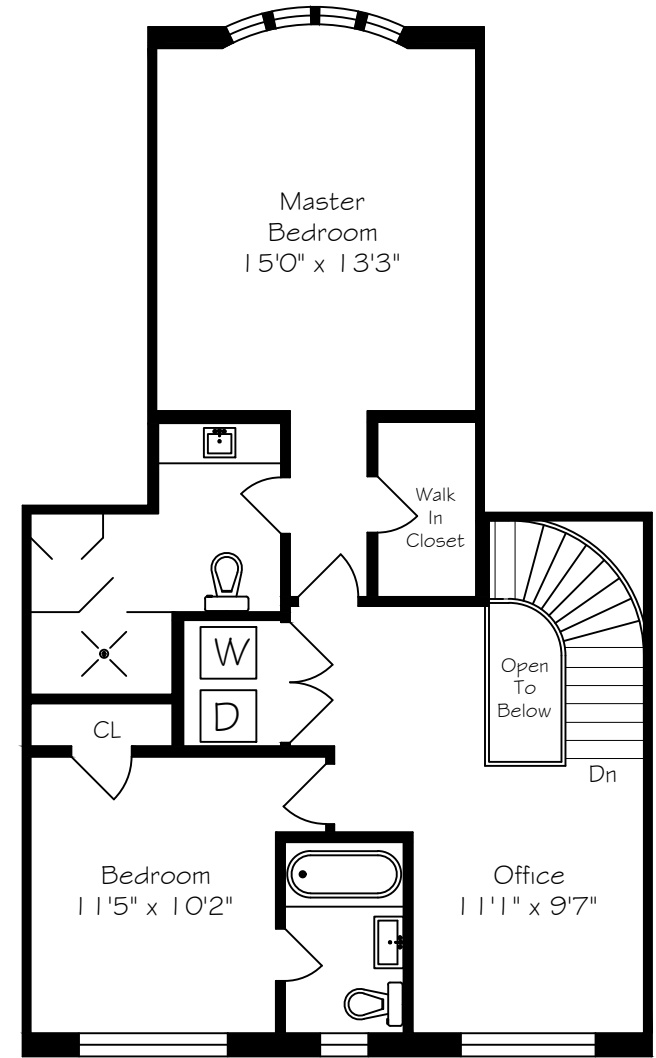 Master
Bedroom
15'0" x 13'3"
Walk
In
Closet
W
D
Open
To
Below
CL
Dn
Bedroom
11'5" x 10'2"
Office
11'1" x 9'7"